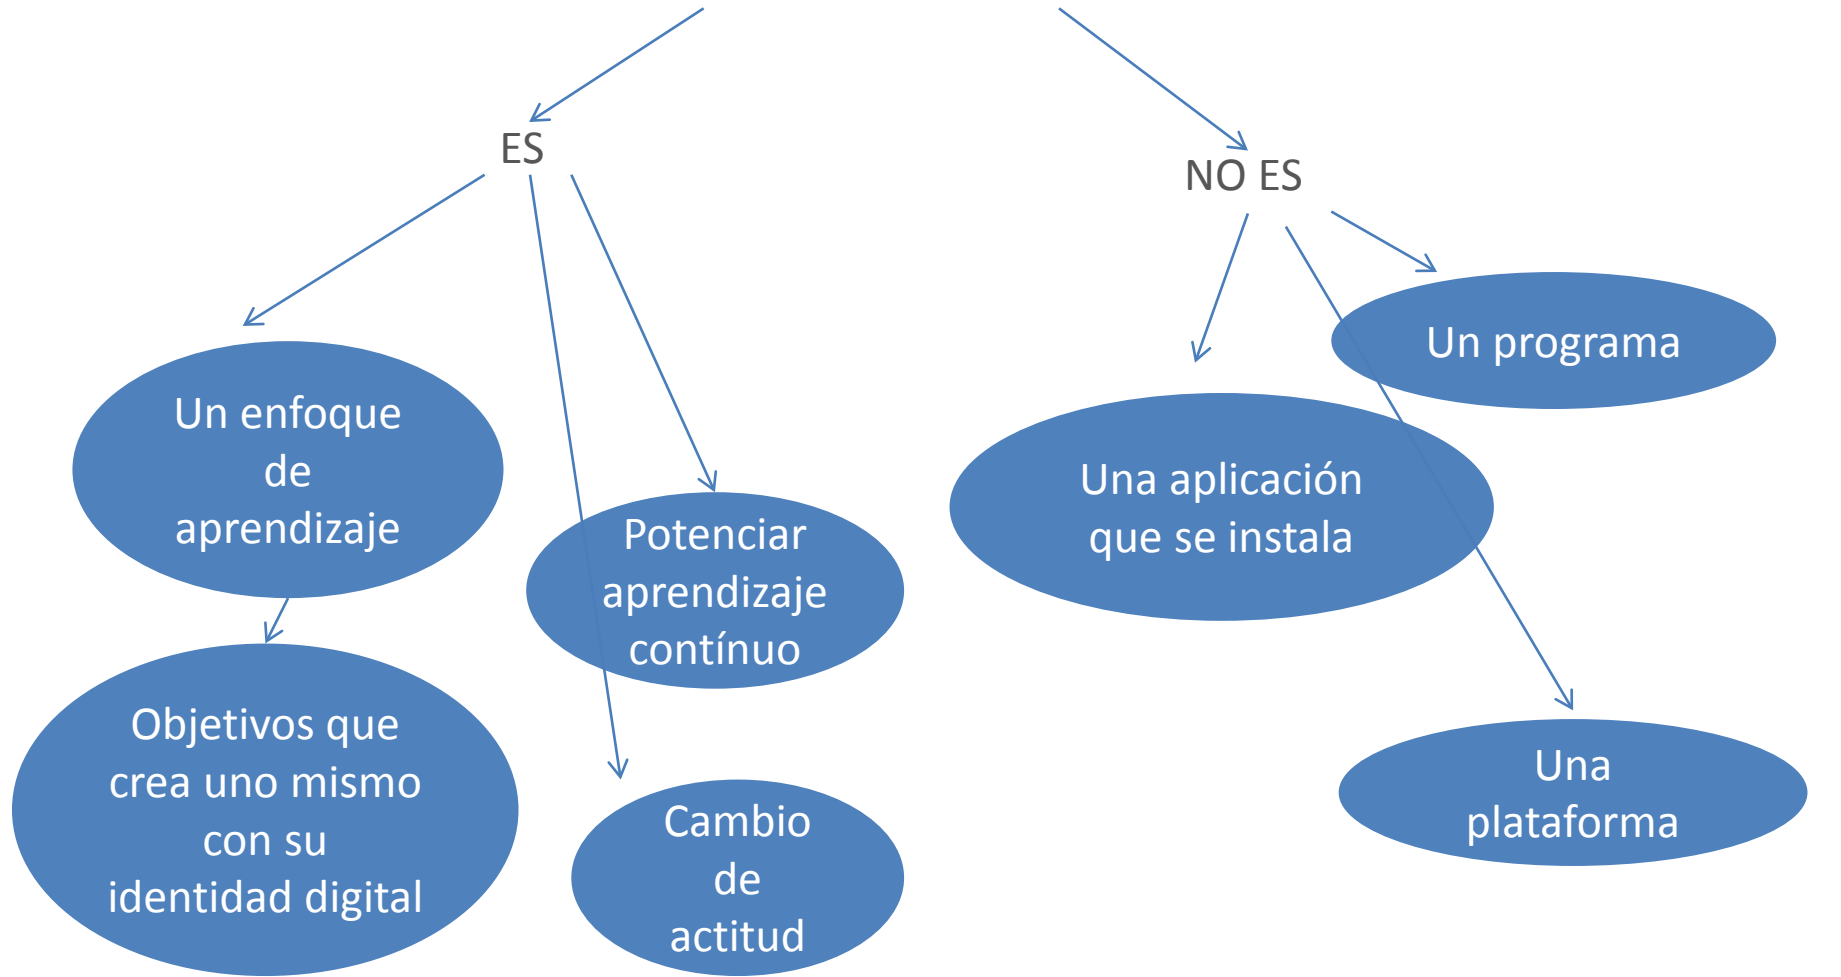 ES
NO ES
Un enfoque
de
aprendizaje
Objetivos que
crea uno mismo
con su
identidad digital
Potenciar
aprendizaje
contínuo
Cambio
de
actitud
Un programa
Una aplicación
que se instala
Una
plataforma